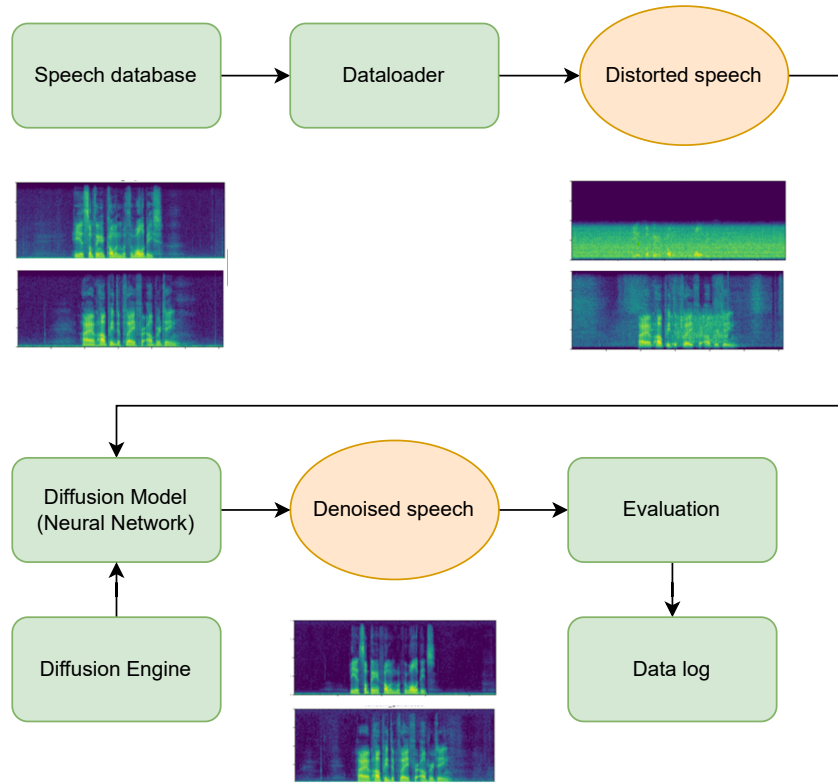 Speech database
Dataloader
Distorted speech
Diffusion Model
(Neural Network)
Denoised speech
Evaluation
Diffusion Engine
Data log